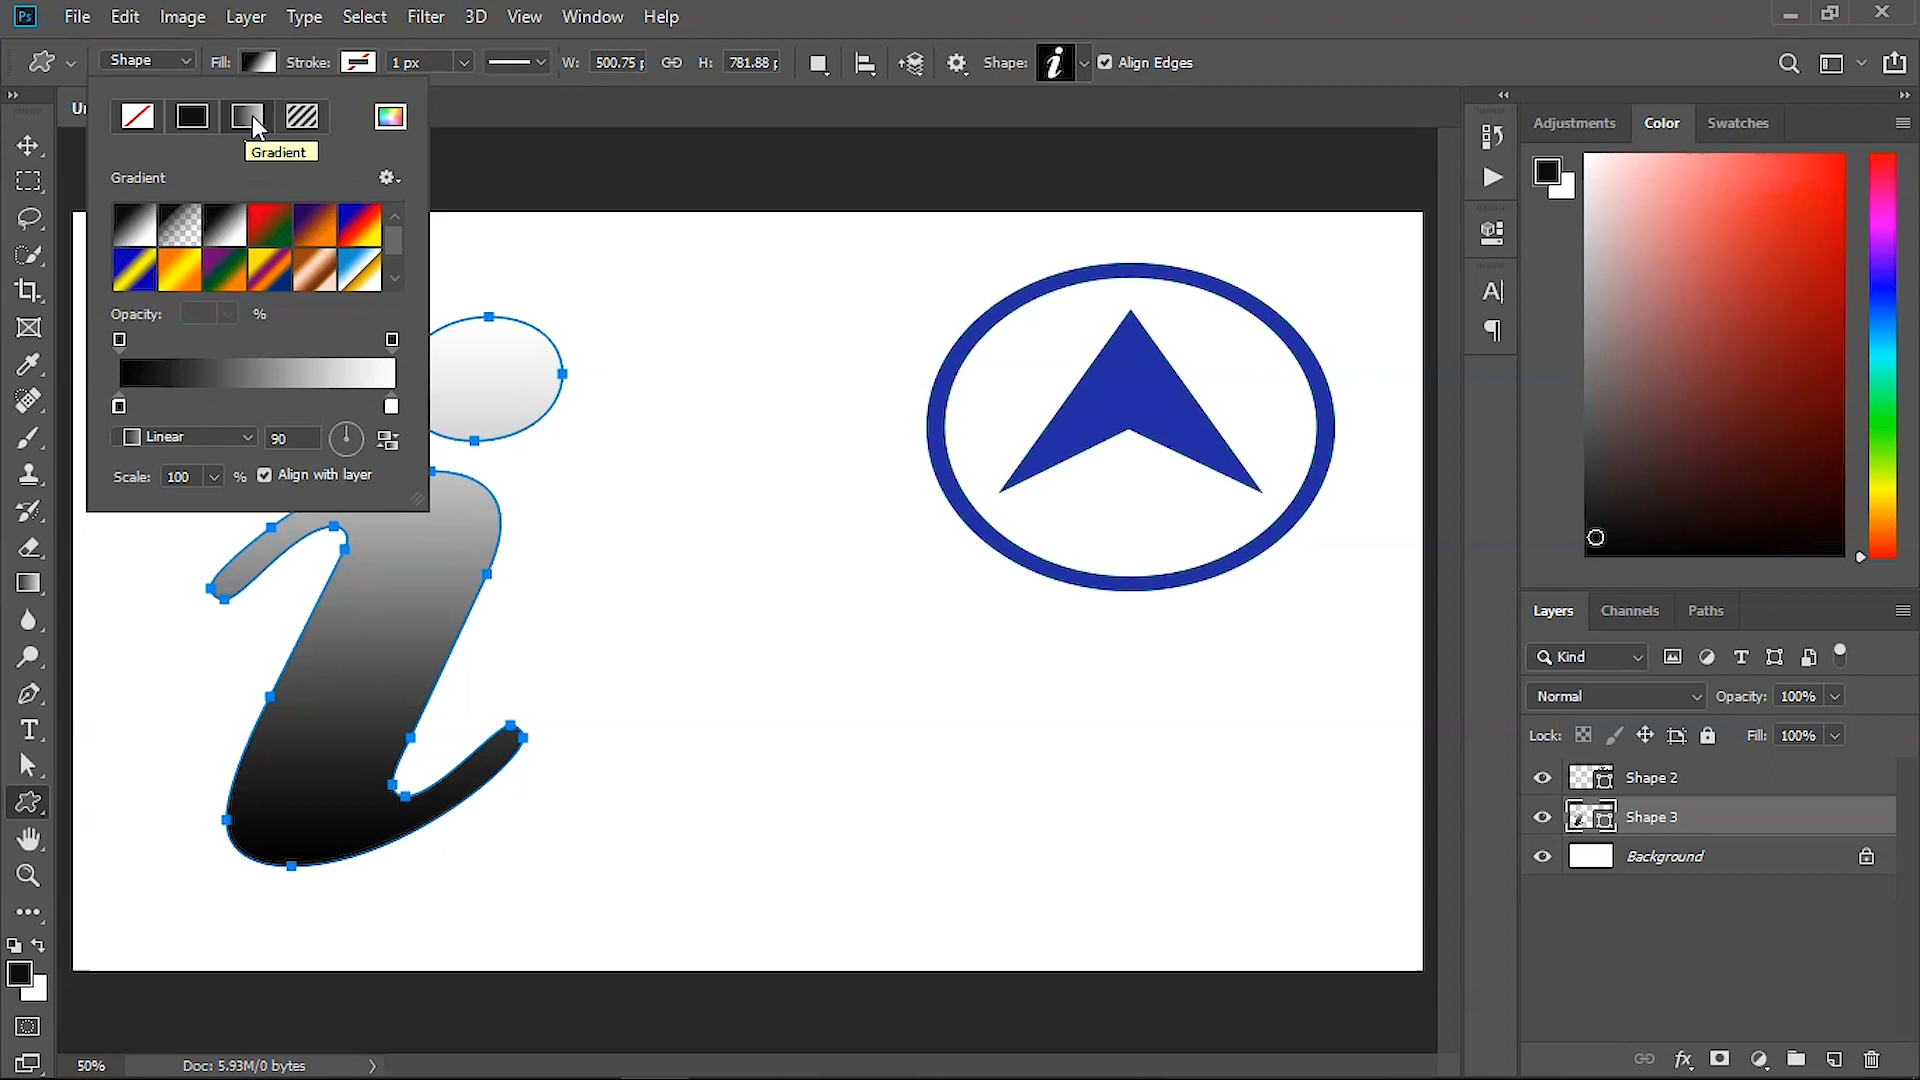 Ps File Edit Image Layer Type Select Filter 3D View Window Help
Shape Fill: Stroke: 1 px W: 500.75 p H: 781.88 p Shape: i Align Edges
Gradient
Gradient
Opacity: %
Linear 90
Scale: 100 % Align with layer
Adjustments Color Swatches
Layers Channels Paths
Kind
Normal Opacity: 100%
Lock: Fill: 100%
Shape 2
Shape 3
Background
50% Doc: 5.93M/0 bytes